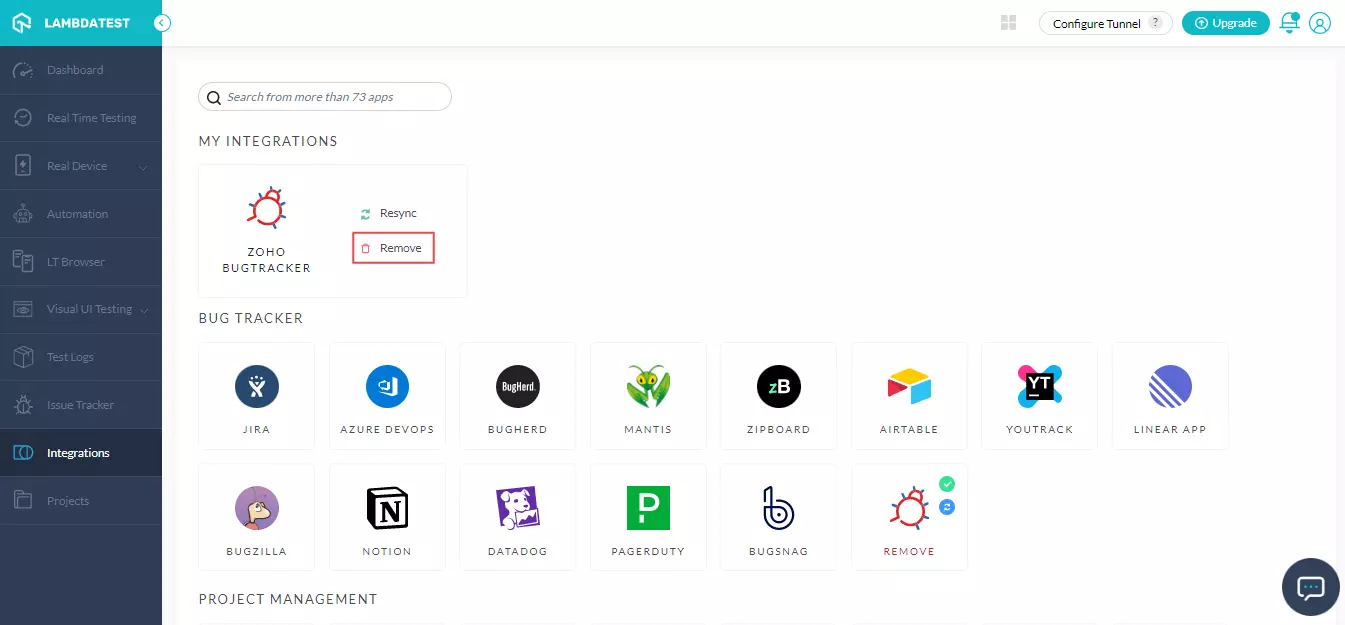 LAMBDATEST
Configure Tunnel ?
Upgrade
Dashboard
Real Time Testing
Real Device
Automation
LT Browser
Visual UI Testing
Test Logs
Issue Tracker
Integrations
Projects
Search from more than 73 apps
MY INTEGRATIONS
ZOHO
BUGTRACKER
Resync
Remove
BUG TRACKER
JIRA
AZURE DEVOPS
BugHerd.
BUGHERD
MANTIS
zB
ZIPBOARD
AIRTABLE
YT
YOUTRACK
LINEAR APP
BUGZILLA
N
NOTION
DATADOG
P
PAGERDUTY
b
BUGSNAG
REMOVE
PROJECT MANAGEMENT